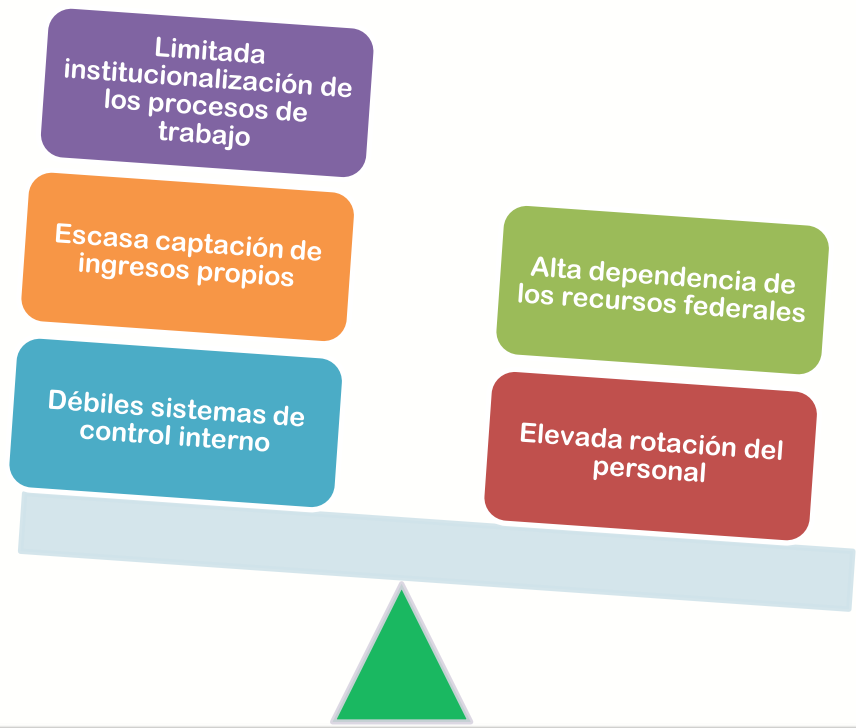 Limitada
institucionalización de
los procesos de
trabajo
Escasa captación de
ingresos propios
Débiles sistemas de
control interno
Alta dependencia de
los recursos federales
Elevada rotación del
personal